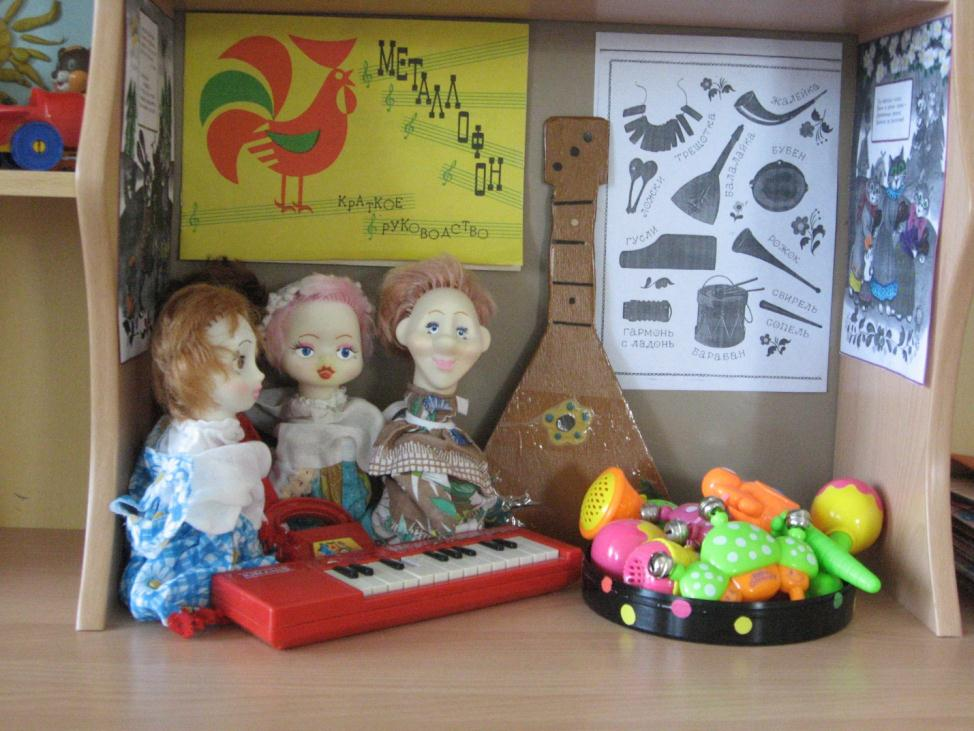 МЕТАЛЛОФОН
КРАТКОЕ
РУКОВОДСТВО
ЖАЛЕЙКА
ТРЕЩОТКА
ЛОЖКИ
БАЛАЛАЙКА
БУБЕН
ГУСЛИ
РОЖОК
СВИРЕЛЬ
СОПЕЛЬ
ГАРМОНЬ
С ЛАДОНЬ
БАРАБАН